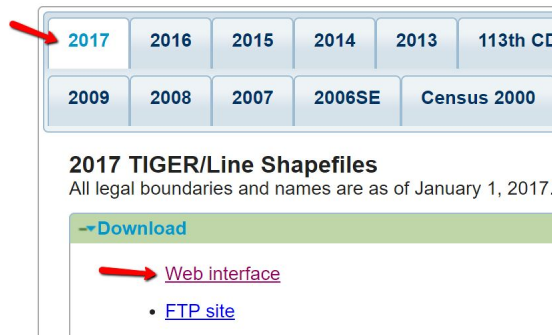 2017 2016 2015 2014 2013 113th CD
2009 2008 2007 2006SE Census 2000
2017 TIGER/Line Shapefiles
All legal boundaries and names are as of January 1, 2017.
Download
Web interface
• FTP site